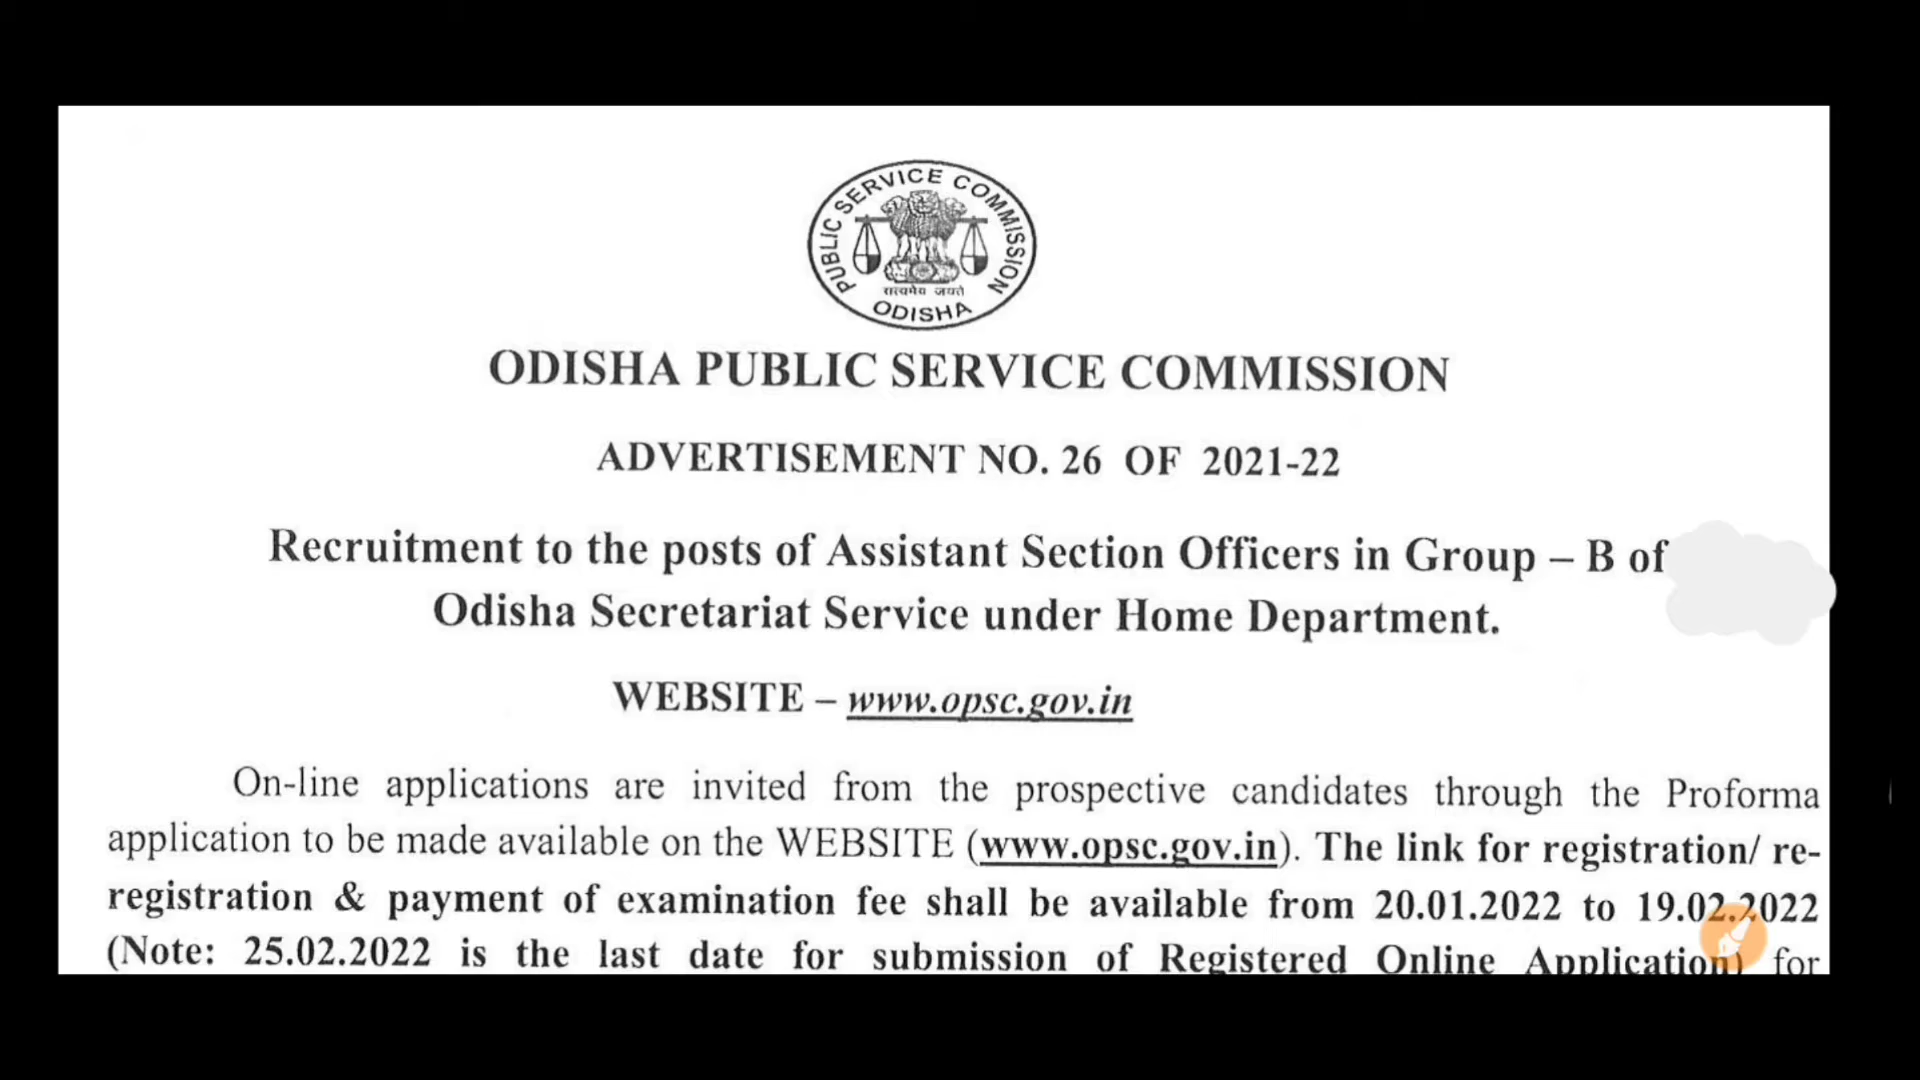 PUBLIC SERVICE COMMISSION
सत्यमेव जयते
ODISHA
ODISHA PUBLIC SERVICE COMMISSION
ADVERTISEMENT NO. 26 OF 2021-22
Recruitment to the posts of Assistant Section Officers in Group – B of
Odisha Secretariat Service under Home Department.
WEBSITE – www.opsc.gov.in
On-line applications are invited from the prospective candidates through the Proforma
application to be made available on the WEBSITE (www.opsc.gov.in). The link for registration/ re-
registration & payment of examination fee shall be available from 20.01.2022 to 19.02.2022
(Note: 25.02.2022 is the last date for submission of Registered Online Application) for